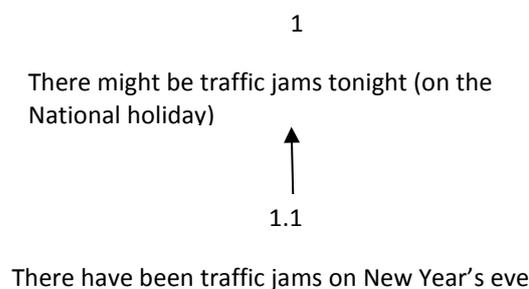 1
There might be traffic jams tonight (on the
National holiday)
1.1
There have been traffic jams on New Year’s eve